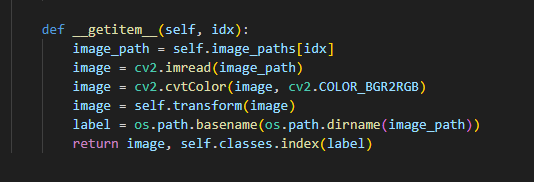 def __getitem__(self, idx):
image_path = self.image_paths[idx]
image = cv2.imread(image_path)
image = cv2.cvtColor(image, cv2.COLOR_BGR2RGB)
image = self.transform(image)
label = os.path.basename(os.path.dirname(image_path))
return image, self.classes.index(label)